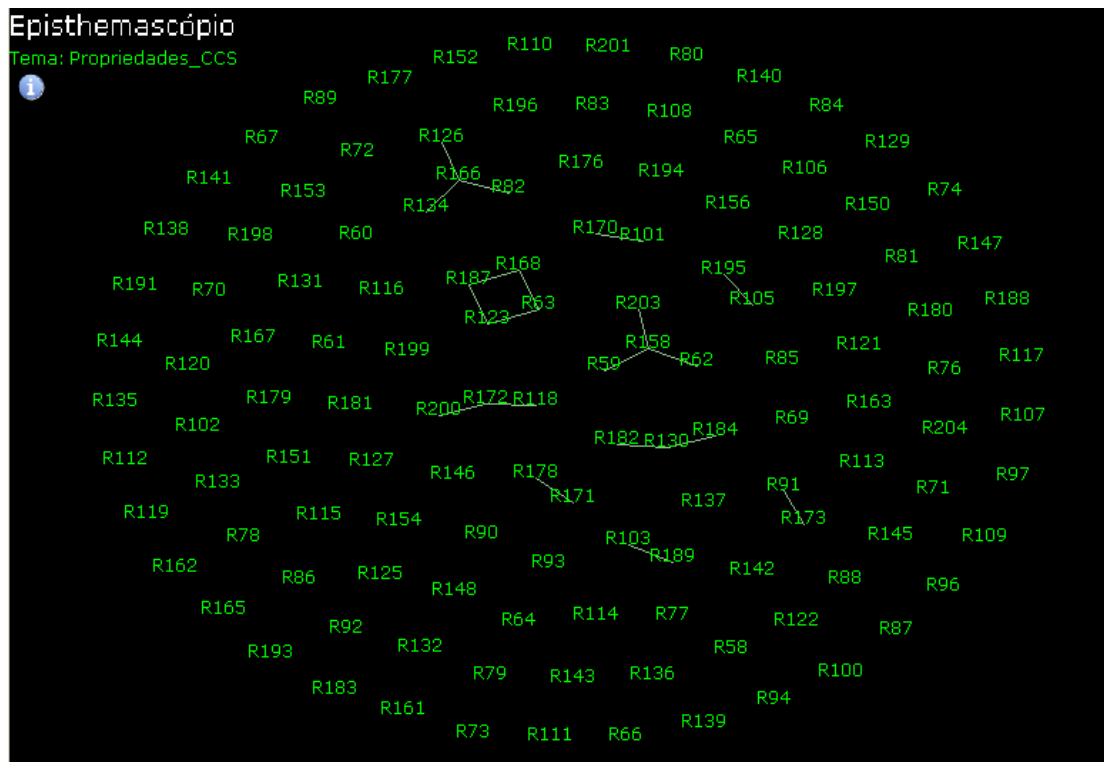 Episthemascópio
Tema: Propriedades_CCS
i
R110 R201
R152 R80
R177 R140
R89 R196 R83 R108 R84
R67 R126 R65 R129
R72 R176 R194 R106
R141 R153 R166 R82 R74
R134 R156 R150
R138 R198 R60 R170 R101 R128 R147
R187 R168 R195 R81
R191 R70 R131 R116 R63 R203 R105 R197 R188
R123 R180
R144 R167 R61 R199 R158 R121
R120 R59 R62 R85 R76 R117
R135 R102 R179 R181 R200 R172 R118 R69 R163 R107
R182 R130 R184 R204
R112 R151 R127 R146 R178 R113
R133 R171 R91 R71 R97
R119 R115 R154 R137 R173
R78 R90 R103 R145 R109
R162 R86 R125 R93 R189 R142 R88
R165 R148 R96
R92 R64 R114 R77 R122 R87
R193 R132 R58
R183 R79 R143 R136 R100
R161 R94
R73 R111 R66 R139